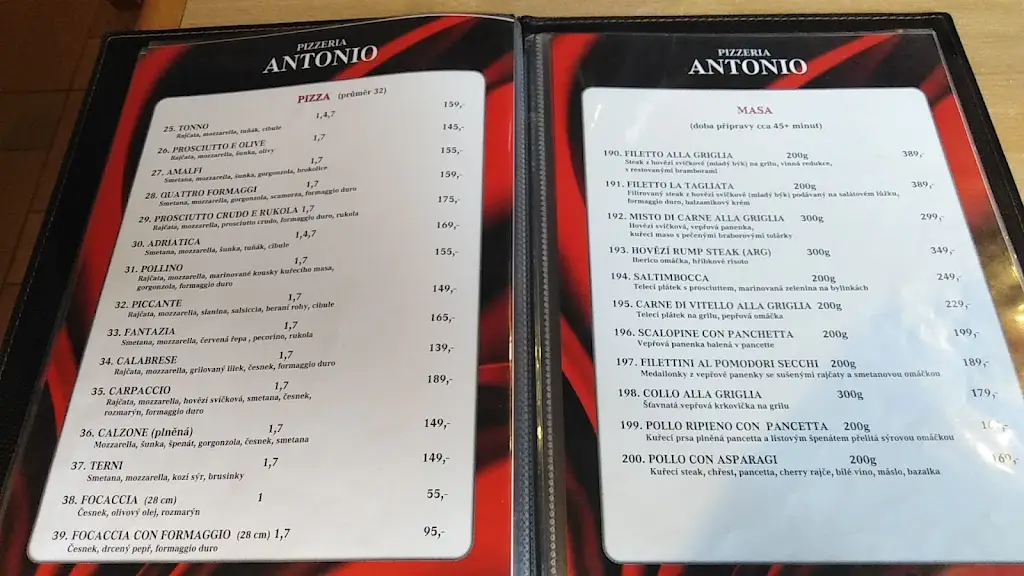 PIZZERIA
ANTONIO
PIZZA (průměr 32)
25. TONNO 1,4,7 159,-
Rajčata, mozzarella, tuňák, cibule
26. PROSCIUTTO E OLIVE 1,7 145,-
Rajčata, mozzarella, šunka, olivy
27. AMALFI 1,7 155,-
Smetana, mozzarella, šunka, gorgonzola, brokolice
28. QUATTRO FORMAGGI 1,7 159,-
Smetana, mozzarella, gorgonzola, scamorza, formaggio duro
29. PROSCIUTTO CRUDO E RUKOLA 1,7 175,-
Rajčata, mozzarella, prosciutto crudo, formaggio duro, rukola
30. ADRIATICA 1,4,7 169,-
Smetana, mozzarella, šunka, tuňák, cibule
31. POLLINO 1,7 155,-
Rajčata, mozzarella, marinované kousky kuřecího masa,
gorgonzola, formaggio duro
32. PICCANTE 1,7 149,-
Rajčata, mozzarella, slanina, salsiccia, beraní rohy, cibule
33. FANTAZIA 1,7 165,-
Smetana, mozzarella, červená řepa , pecorino, rukola
34. CALABRESE 1,7 139,-
Rajčata, mozzarella, grilovaný lilek, česnek, formaggio duro
35. CARPACCIO 1,7 189,-
Rajčata, mozzarella, hovězí svíčková, smetana, česnek,
rozmarýn, formaggio duro
36. CALZONE (plněná) 1,7 149,-
Mozzarella, šunka, špenát, gorgonzola, česnek, smetana
37. TERNI 1,7 149,-
Smetana, mozzarella, kozí sýr, brusinky
38. FOCACCIA (28 cm) 1 55,-
Česnek, olivový olej, rozmarýn
39. FOCACCIA CON FORMAGGIO (28 cm) 1,7 95,-
Česnek, drcený pepř, formaggio duro
PIZZERIA
ANTONIO
MASA
(doba přípravy cca 45+ minut)
190. FILETTO ALLA GRIGLIA 200g 389,-
Steak z hovězí svíčkové (mladý býk) na grilu, vinná redukce,
s restovanými bramborami
191. FILETTO LA TAGLIATA 200g 389,-
Filírovaný steak z hovězí svíčkové (mladý býk) podávaný na salátovém lůžku,
formaggio duro, balzamikový krém
192. MISTO DI CARNE ALLA GRIGLIA 300g 299,-
Hovězí svíčková, vepřová panenka,
kuřecí maso s pečenými braborovými tolárky
193. HOVĚZÍ RUMP STEAK (ARG) 300g 349,-
Iberico omáčka, hříbkové risoto
194. SALTIMBOCCA 200g 249,-
Telecí plátek s prosciuttem, marinovaná zelenina na bylinkách
195. CARNE DI VITELLO ALLA GRIGLIA 200g 229,-
Telecí plátek na grilu, pepřová omáčka
196. SCALOPINE CON PANCHETTA 200g 199,-
Vepřová panenka balená v pancette
197. FILETTINI AL POMODORI SECCHI 200g 189,-
Medailonky z vepřové panenky se sušenými rajčaty a smetanovou omáčkou
198. COLLO ALLA GRIGLIA 300g 179,-
Šťavnatá vepřová krkovička na grilu
199. POLLO RIPIENO CON PANCETTA 200g
Kuřecí prsa plněná pancetta a listovým špenátem přelitá sýrovou omáčkou
200. POLLO CON ASPARAGI 200g 169,-
Kuřecí steak, chřest, pancetta, cherry rajče, bílé víno, máslo, bazalka